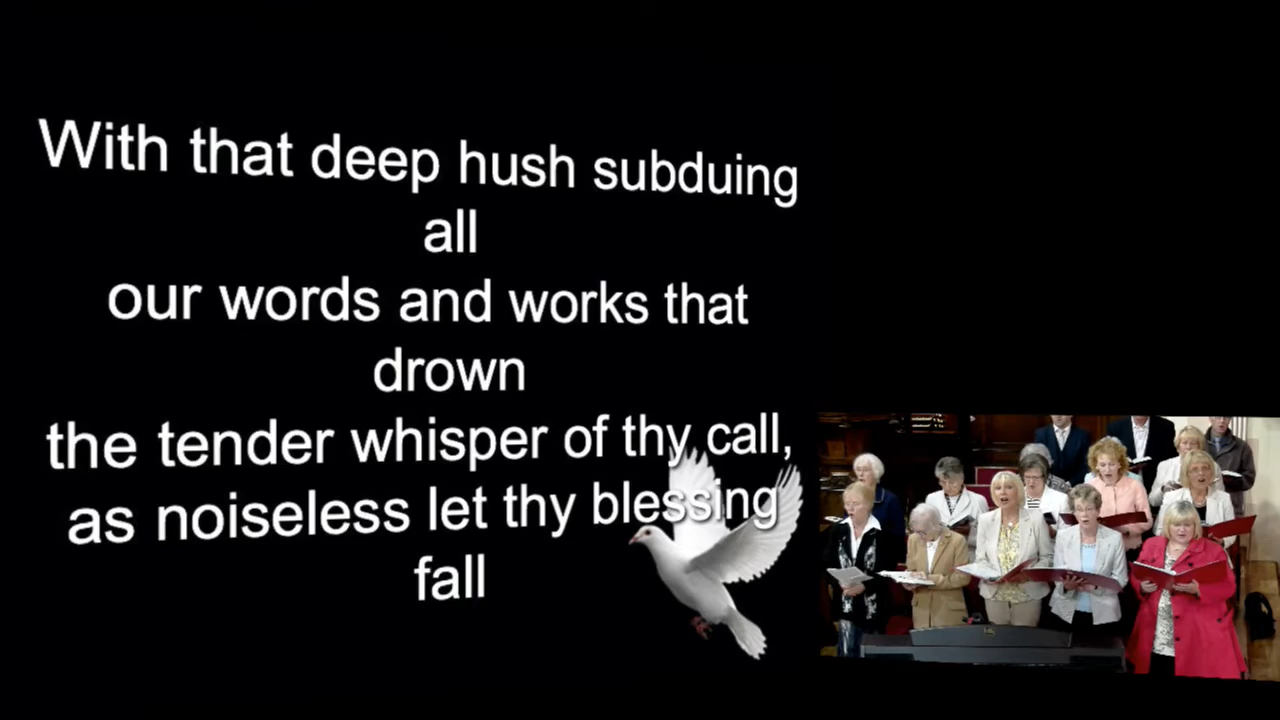 With that deep hush subduing
all
our words and works that
drown
the tender whisper of thy call,
as noiseless let thy blessing
fall